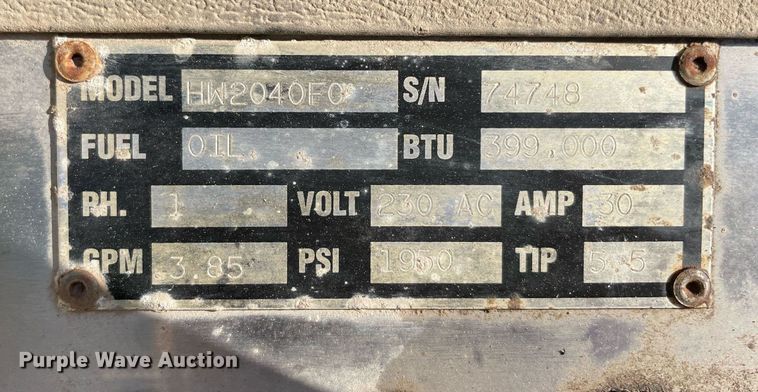 MODEL HW2040FO S/N 74748
FUEL OIL BTU 399,000
PH. 1 VOLT 230 AC AMP 30
GPM 3.85 PSI 1950 TIP 5.5
Purple Wave Auction